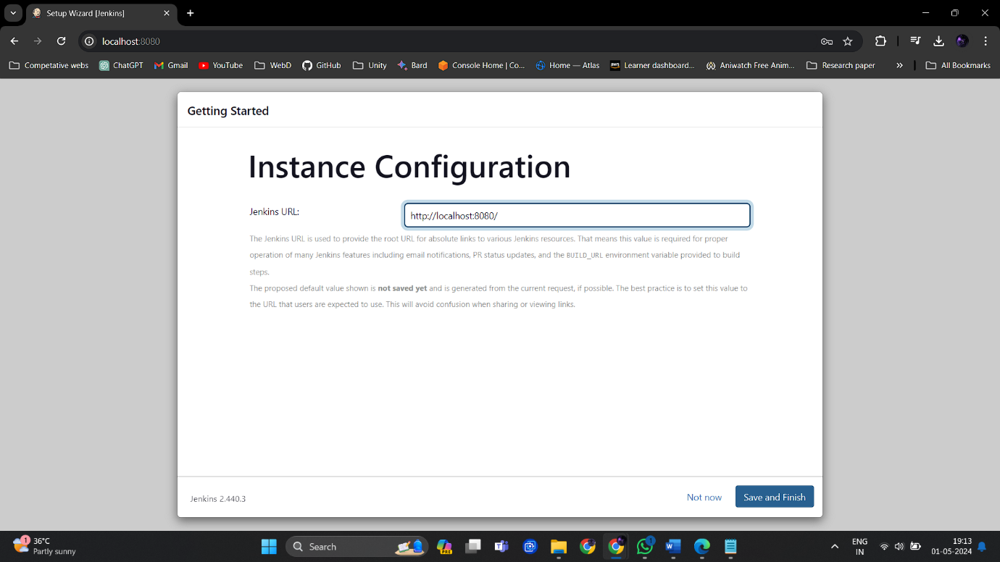 Setup Wizard [Jenkins]
localhost:8080
Competative webs
ChatGPT
Gmail
YouTube
WebD
GitHub
Unity
Bard
Console Home | Co...
Home — Atlas
aws
Learner dashboard...
Aniwatch Free Anim...
Research paper
»
All Bookmarks
Getting Started
Instance Configuration
Jenkins URL:
http://localhost:8080/
The Jenkins URL is used to provide the root URL for absolute links to various Jenkins resources. That means this value is required for proper
operation of many Jenkins features including email notifications, PR status updates, and the BUILD_URL environment variable provided to build
steps.
The proposed default value shown is not saved yet and is generated from the current request, if possible. The best practice is to set this value to
the URL that users are expected to use. This will avoid confusion when sharing or viewing links.
Jenkins 2.440.3
Not now
Save and Finish
1
36°C
Partly sunny
Search
PRE
1
W
ENG
IN
19:13
01-05-2024